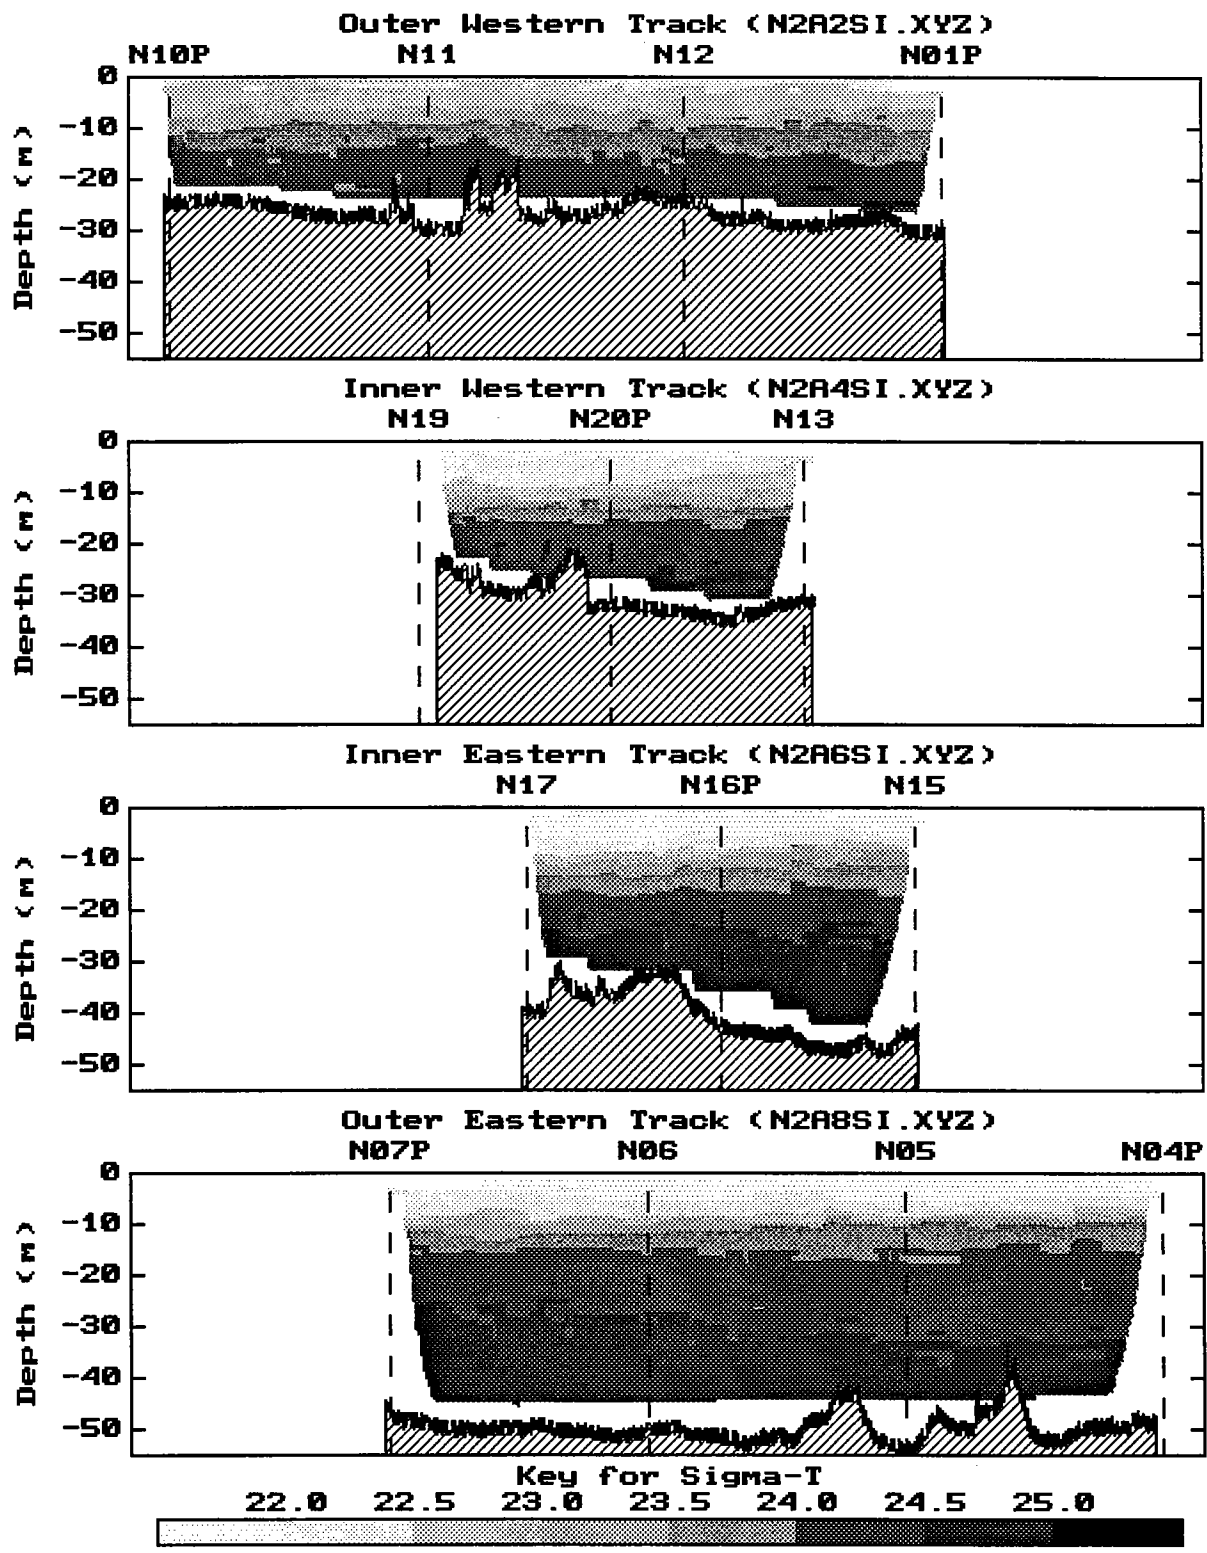 Outer Western Track (N2A2SI.XYZ)
N10P N11 N12 N01P
0
-10
-20
-30
-40
-50
Depth (M)
Inner Western Track (N2A4SI.XYZ)
N19 N20P N13
0
-10
-20
-30
-40
-50
Depth (M)
Inner Eastern Track (N2A6SI.XYZ)
N17 N16P N15
0
-10
-20
-30
-40
-50
Depth (M)
Outer Eastern Track (N2A8SI.XYZ)
N07P N06 N05 N04P
0
-10
-20
-30
-40
-50
Depth (M)
Key for Sigma-T
22.0 22.5 23.0 23.5 24.0 24.5 25.0